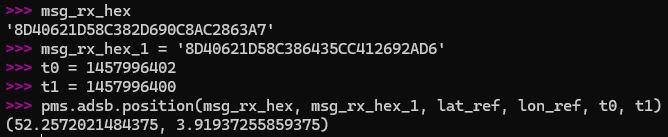 >>> msg_rx_hex
'8D40621D58C382D690C8AC2863A7'
>>> msg_rx_hex_1 = '8D40621D58C386435CC412692AD6'
>>> t0 = 1457996402
>>> t1 = 1457996400
>>> pms.adsb.position(msg_rx_hex, msg_rx_hex_1, lat_ref, lon_ref, t0, t1)
(52.2572021484375, 3.91937255859375)